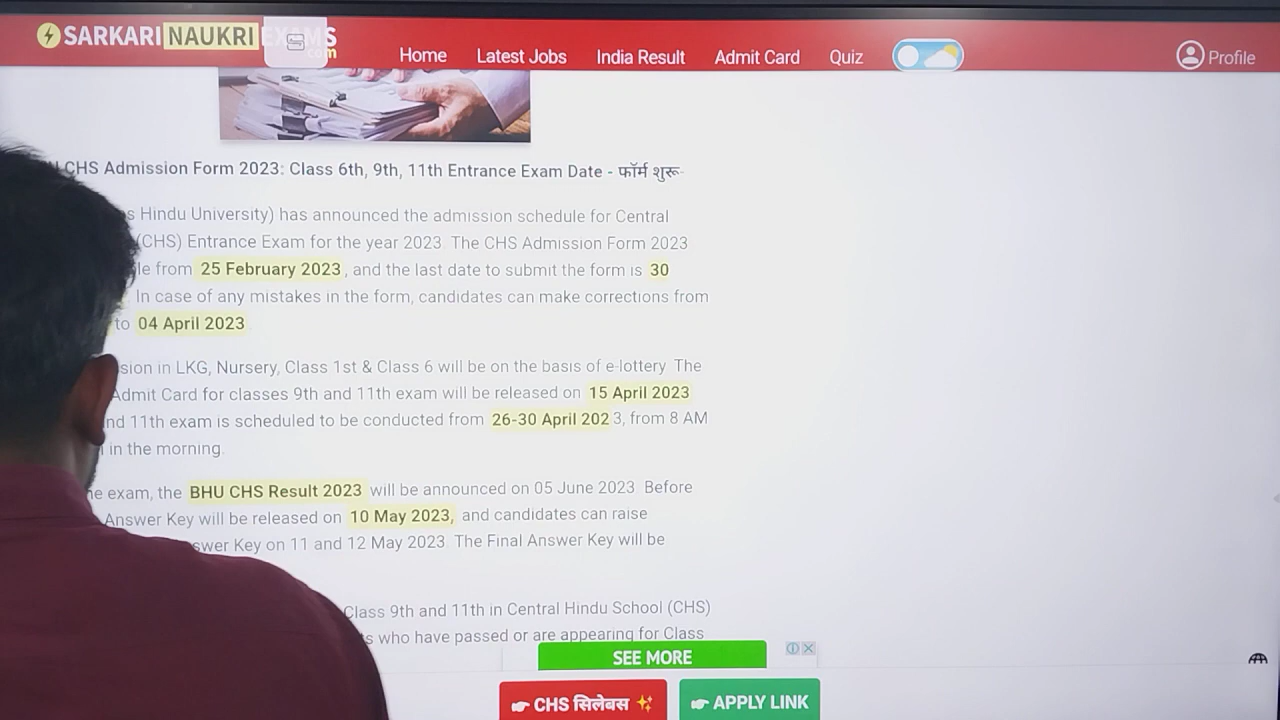 SARKARI NAUKRI EXAMS
.com
Home Latest Jobs India Result Admit Card Quiz Profile
CHS Admission Form 2023: Class 6th, 9th, 11th Entrance Exam Date - फॉर्म शुरू
s Hindu University) has announced the admission schedule for Central
(CHS) Entrance Exam for the year 2023 The CHS Admission Form 2023
le from 25 February 2023, and the last date to submit the form is 30
In case of any mistakes in the form, candidates can make corrections from
to 04 April 2023
sion in LKG, Nursery, Class 1st & Class 6 will be on the basis of e-lottery The
Admit Card for classes 9th and 11th exam will be released on 15 April 2023
nd 11th exam is scheduled to be conducted from 26-30 April 2023, from 8 AM
in the morning.
he exam, the BHU CHS Result 2023 will be announced on 05 June 2023 Before
Answer Key will be released on 10 May 2023, and candidates can raise
swer Key on 11 and 12 May 2023 The Final Answer Key will be
Class 9th and 11th in Central Hindu School (CHS)
ts who have passed or are appearing for Class
SEE MORE
CHS सिलेबस APPLY LINK